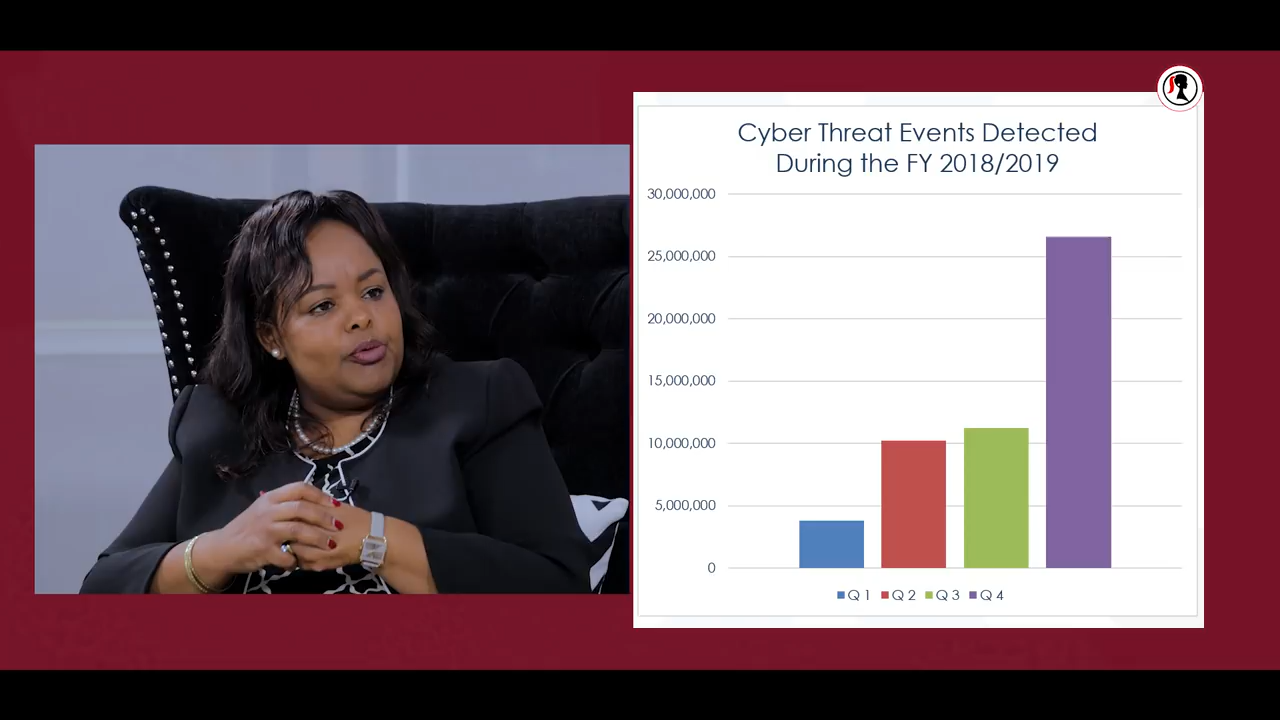 Cyber Threat Events Detected
During the FY 2018/2019
30,000,000
25,000,000
20,000,000
15,000,000
10,000,000
5,000,000
0
Q 1 Q 2 Q 3 Q 4